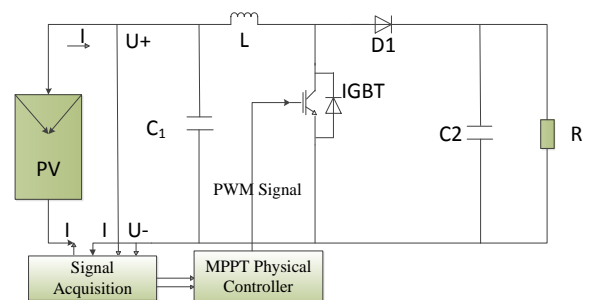 I
U+
L
D1
IGBT
C₁
C2
R
PV
PWM Signal
I
I
U-
Signal
Acquisition
MPPT Physical
Controller